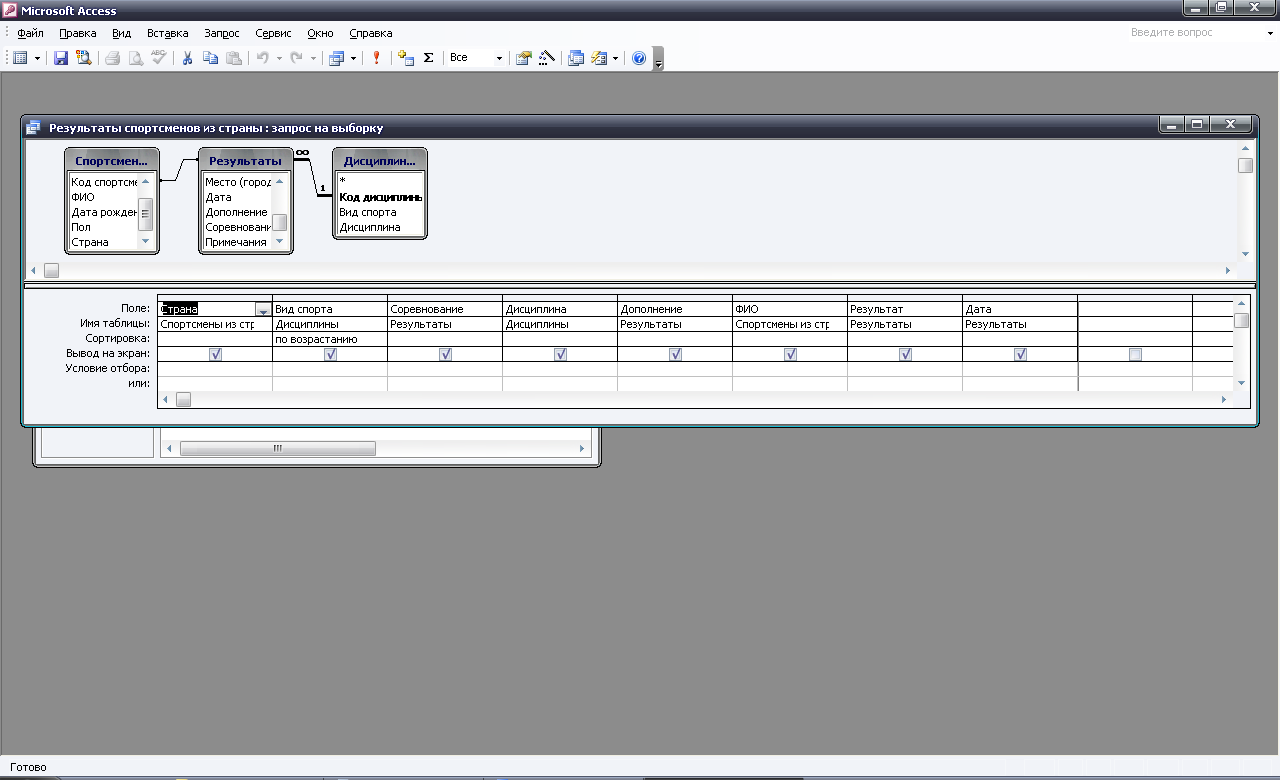 Microsoft Access
Файл Правка Вид Вставка Запрос Сервис Окно Справка Введите вопрос
ABC Σ Все
Результаты спортсменов из страны : запрос на выборку
Спортсмен... Результаты ∞ Дисциплин...
Код спортсме Место (город *
ФИО Дата 1 Код дисциплинь
Дата рожден Дополнение Вид спорта
Пол Соревновани Дисциплина
Страна Примечания
Поле: Страна Вид спорта Соревнование Дисциплина Дополнение ФИО Результат Дата
Имя таблицы: Спортсмены из стр Дисциплины Результаты Дисциплины Результаты Спортсмены из стр Результаты Результаты
Сортировка: по возрастанию
Вывод на экран:
Условие отбора:
или:
Готово